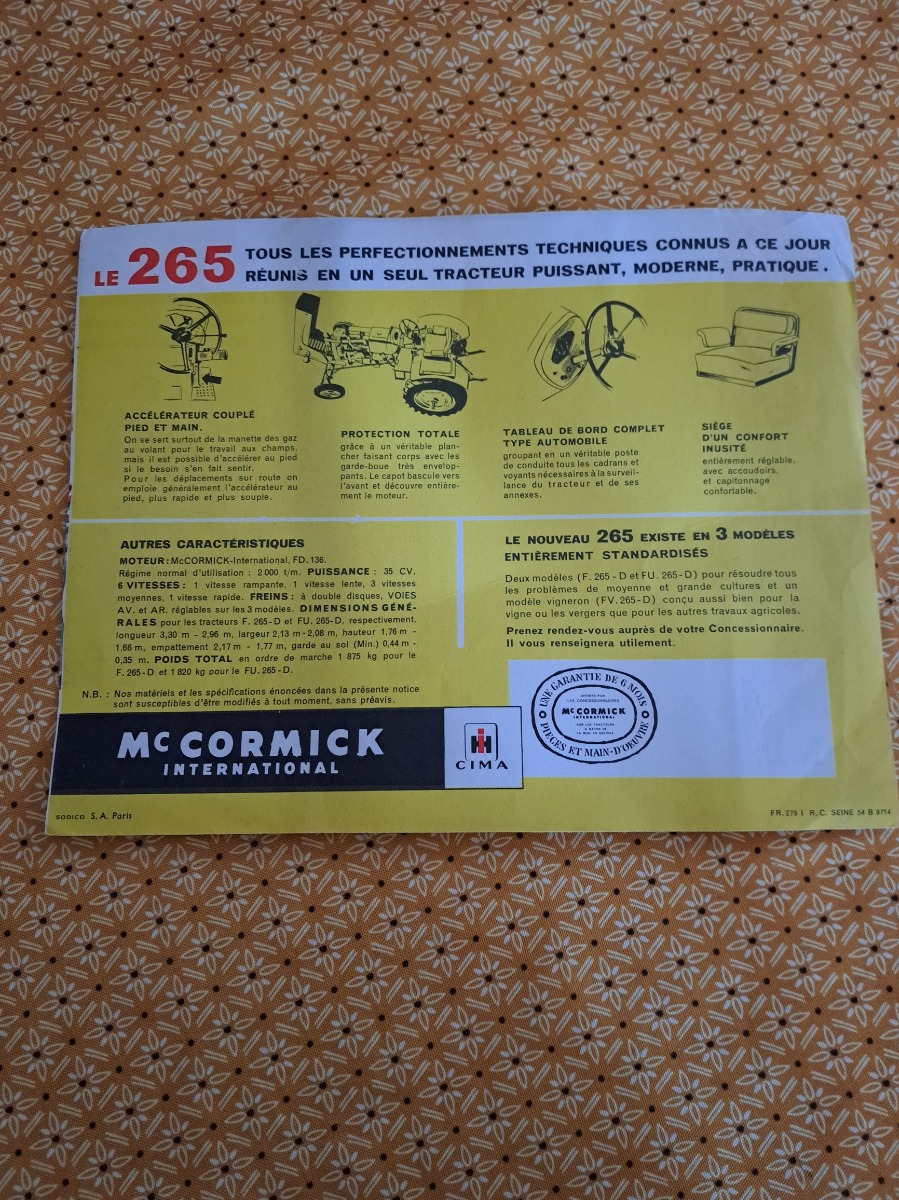 LE 265 TOUS LES PERFECTIONNEMENTS TECHNIQUES CONNUS A CE JOUR
RÉUNIS EN UN SEUL TRACTEUR PUISSANT, MODERNE, PRATIQUE.
ACCÉLÉRATEUR COUPLÉ
PIED ET MAIN.
On se sert surtout de la manette des gaz
au volant pour le travail aux champs,
mais il est possible d'accélérer au pied
si le besoin s'en fait sentir.
Pour les déplacements sur route on
emploie généralement l'accélérateur au
pied, plus rapide et plus souple.
PROTECTION TOTALE
grâce à un véritable plan-
cher faisant corps avec les
garde-boue très envelop-
pants. Le capot bascule vers
l'avant et découvre entière-
ment le moteur.
TABLEAU DE BORD COMPLET
TYPE AUTOMOBILE
groupant en un véritable poste
de conduite tous les cadrans et
voyants nécessaires à la surveil-
lance du tracteur et de ses
annexes.
SIÈGE
D'UN CONFORT
INUSITÉ
entièrement réglable,
avec accoudoirs,
et capitonnage
confortable.
AUTRES CARACTÉRISTIQUES
MOTEUR : McCORMICK-International, FD. 136.
Régime normal d'utilisation : 2 000 t/m. PUISSANCE : 35 CV.
6 VITESSES : 1 vitesse rampante, 1 vitesse lente, 3 vitesses
moyennes, 1 vitesse rapide. FREINS : à double disques, VOIES
AV. et AR. réglables sur les 3 modèles. DIMENSIONS GÉNÉ-
RALES pour les tracteurs F. 265-D et FU. 265-D, respectivement,
longueur 3,30 m - 2,96 m, largeur 2,13 m - 2,08 m, hauteur 1,76 m -
1,66 m, empattement 2,17 m - 1,77 m, garde au sol (Min.) 0,44 m -
0,35 m. POIDS TOTAL en ordre de marche 1 875 kg pour le
F. 265-D et 1 820 kg pour le FU. 265-D.
N.B. : Nos matériels et les spécifications énoncées dans la présente notice
sont susceptibles d'être modifiés à tout moment, sans préavis.
LE NOUVEAU 265 EXISTE EN 3 MODÈLES
ENTIÈREMENT STANDARDISÉS
Deux modèles (F. 265 - D et FU. 265 - D) pour résoudre tous
les problèmes de moyenne et grande cultures et un
modèle vigneron (FV. 265-D) conçu aussi bien pour la
vigne ou les vergers que pour les autres travaux agricoles.
Prenez rendez-vous auprès de votre Concessionnaire.
Il vous renseignera utilement.
UNE GARANTIE DE 6 MOIS
OFFERTE PAR
LES CONCESSIONNAIRES
McCORMICK
INTERNATIONAL
SUR LES TRACTEURS
A DATER DE
LA MISE EN SERVICE
PIÈCES ET MAIN-D'ŒUVRE
McCORMICK
INTERNATIONAL
IH
CIMA
SODICO S.A. Paris
FR. 279 I R.C. SEINE 54 B 9714